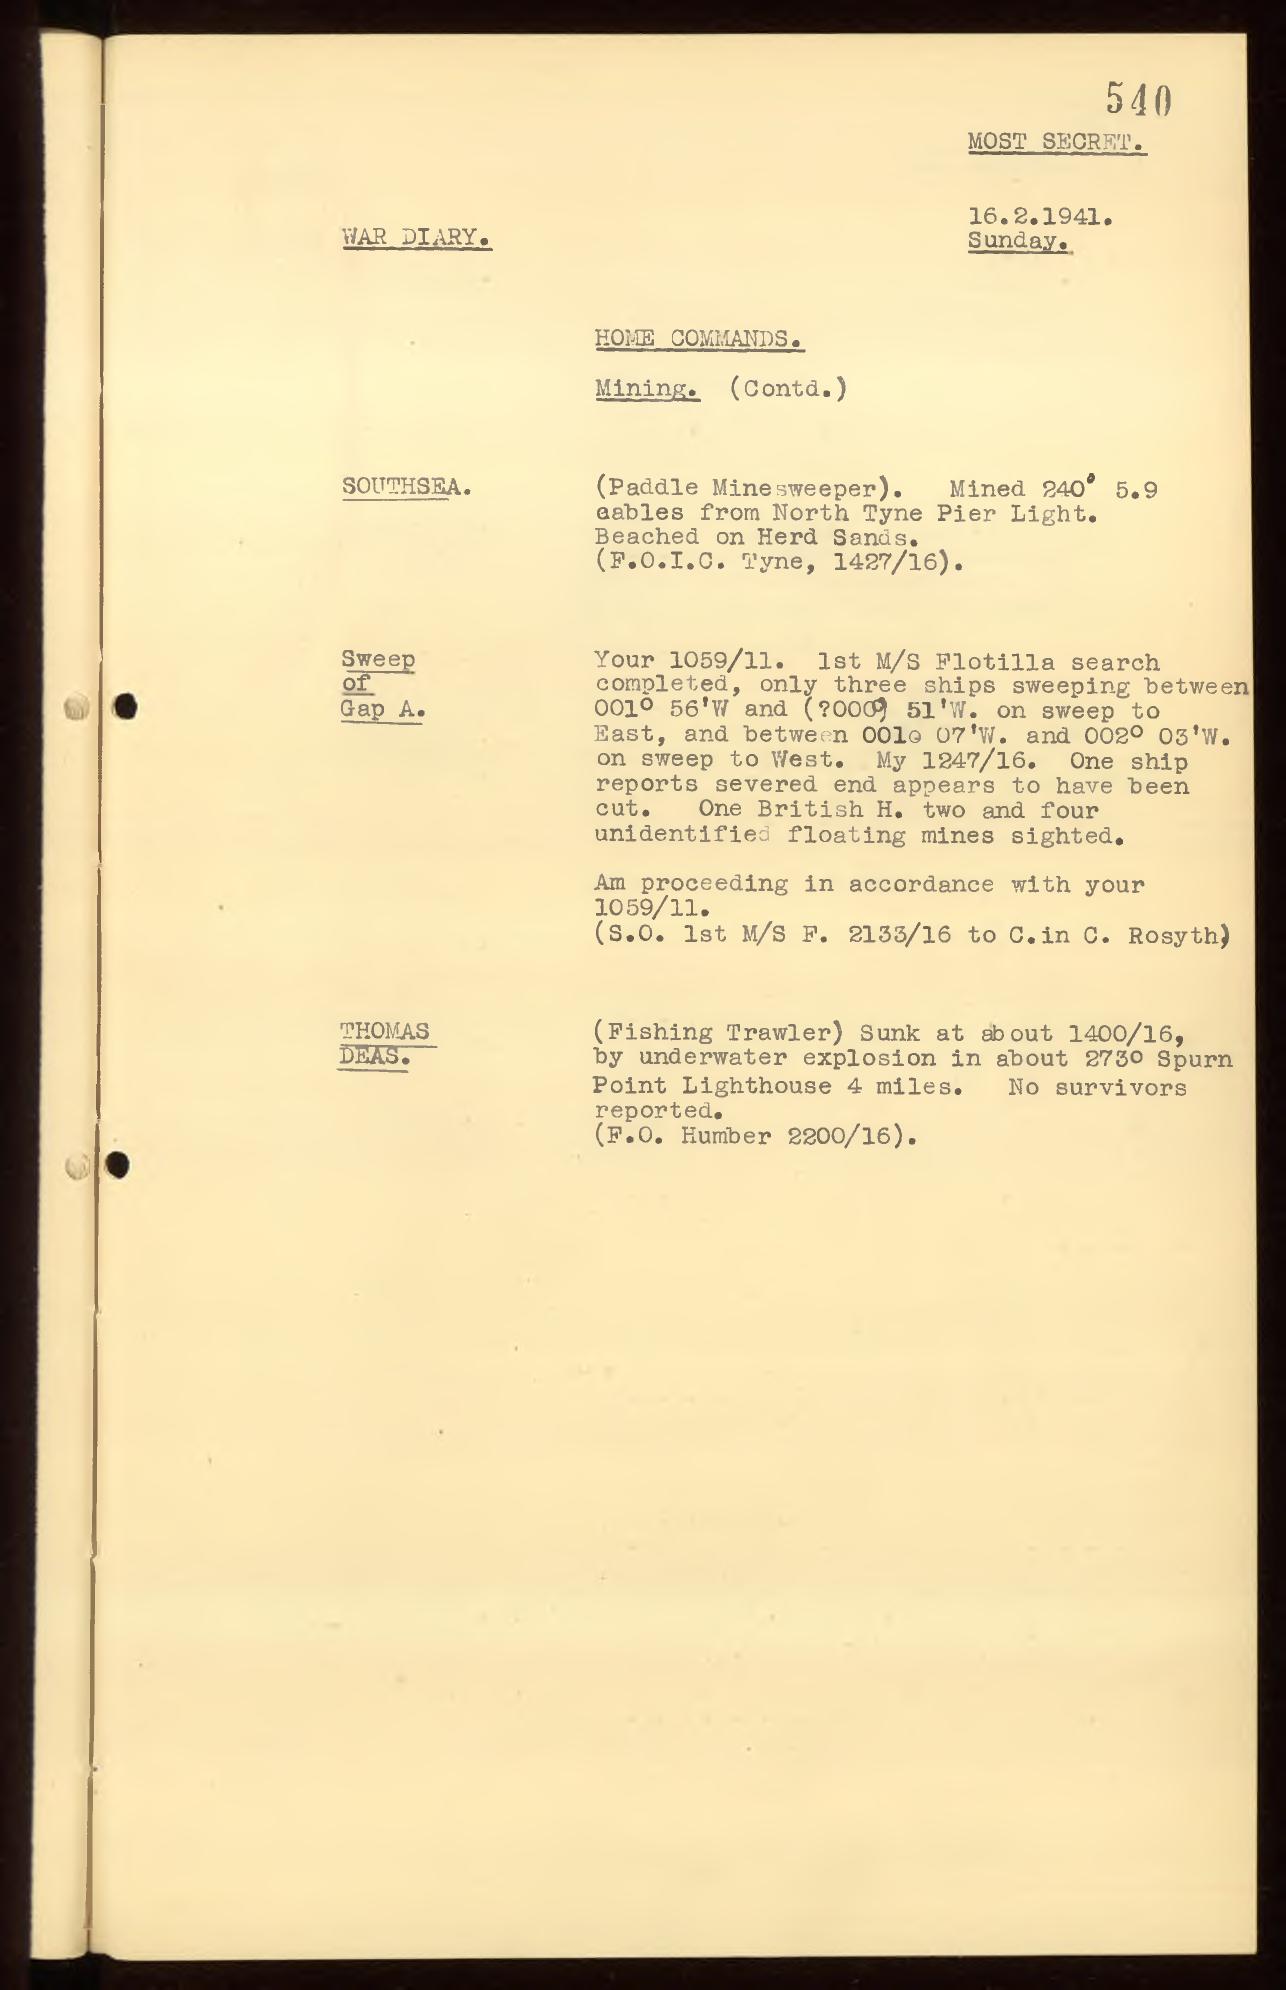 540
MOST SECRET.
16.2.1941.
WAR DIARY.
Sunday.
HOME COMMANDS.
Mining. (Contd.)
SOUTHSEA. (Paddle Minesweeper). Mined 240° 5.9
aables from North Tyne Pier Light.
Beached on Herd Sands.
(F.O.I.C. Tyne, 1427/16).
Sweep Your 1059/11. 1st M/S Flotilla search
of completed, only three ships sweeping between
Gap A. 001° 56'W and (?000°) 51'W. on sweep to
East, and between 001o 07'W. and 002° 03'W.
on sweep to West. My 1247/16. One ship
reports severed end appears to have been
cut. One British H. two and four
unidentified floating mines sighted.
Am proceeding in accordance with your
1059/11.
(S.O. 1st M/S F. 2133/16 to C.in C. Rosyth)
THOMAS (Fishing Trawler) Sunk at about 1400/16,
DEAS. by underwater explosion in about 273° Spurn
Point Lighthouse 4 miles. No survivors
reported.
(F.O. Humber 2200/16).